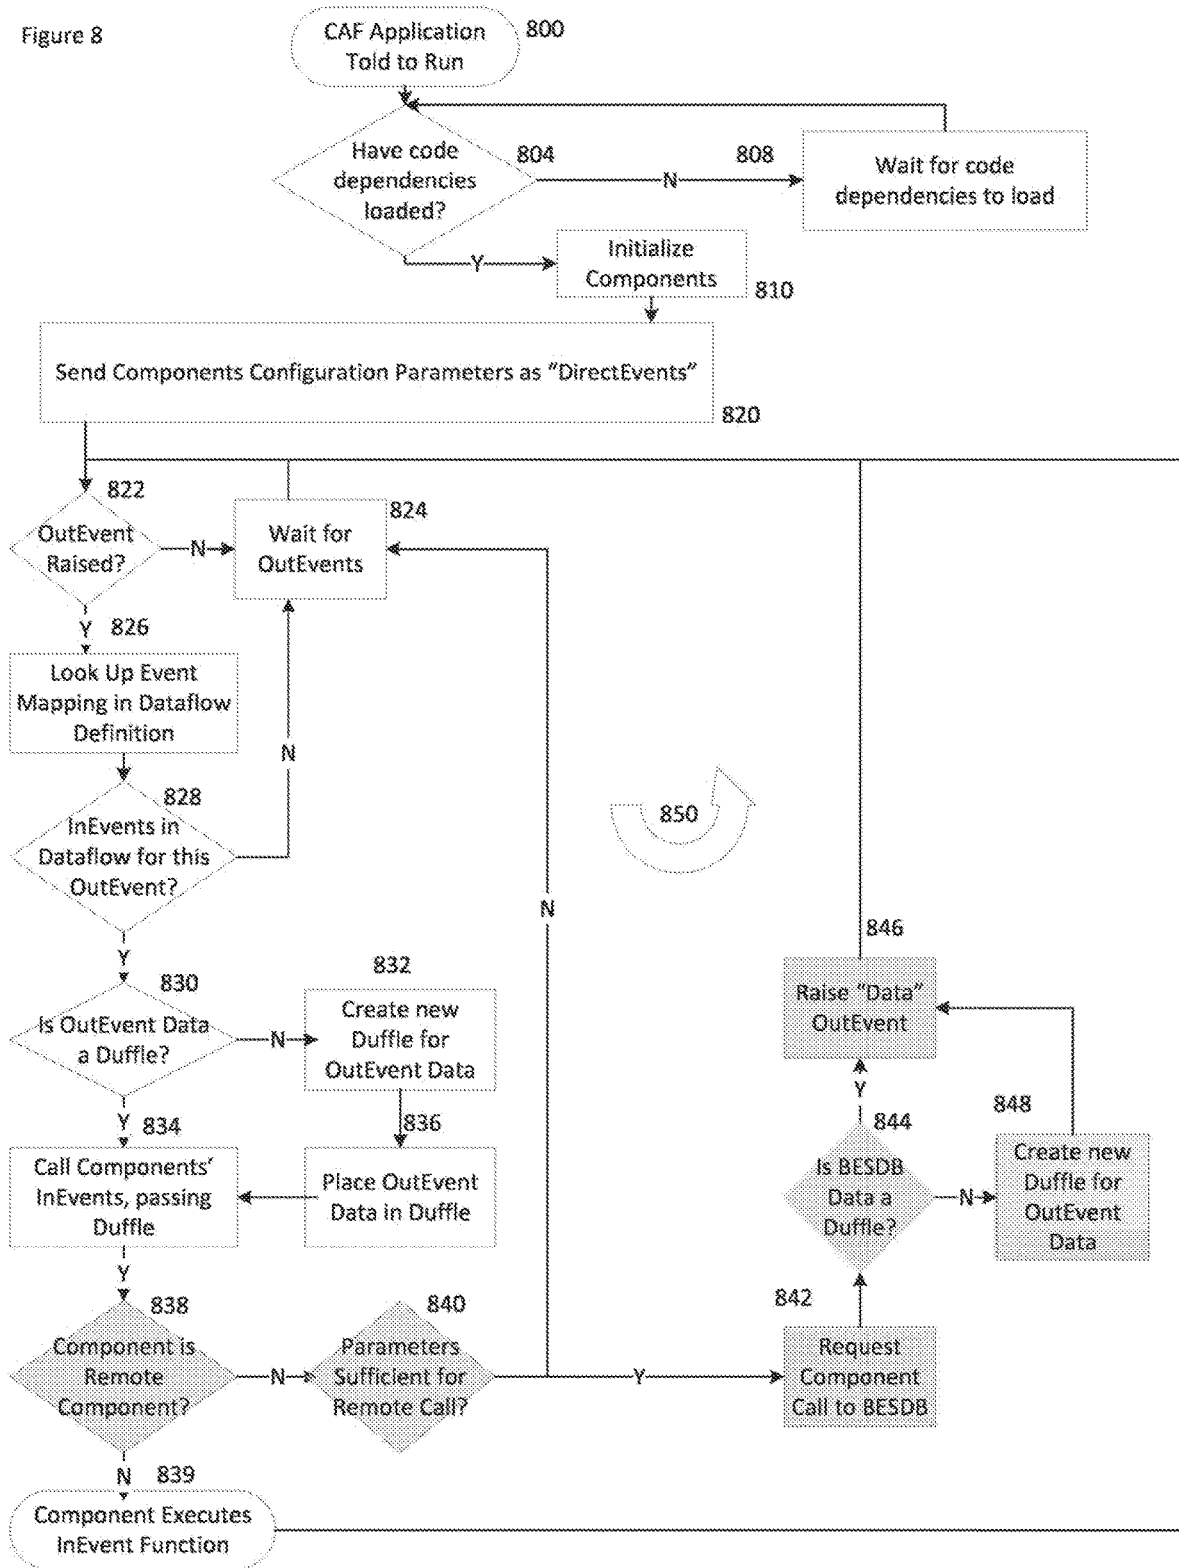 Figure 8
CAF Application
Told to Run
800
Have code
dependencies
loaded?
804
N
808
Wait for code
dependencies to load
Y
Initialize
Components
810
Send Components Configuration Parameters as "DirectEvents"
820
822
OutEvent
Raised?
N
824
Wait for
OutEvents
Y
826
Look Up Event
Mapping in Dataflow
Definition
N
828
InEvents in
Dataflow for this
OutEvent?
850
N
Y
830
Is OutEvent Data
a Duffle?
N
832
Create new
Duffle for
OutEvent Data
846
Raise "Data"
OutEvent
Y
834
836
Call Components'
InEvents, passing
Duffle
Place OutEvent
Data in Duffle
Y
844
Is BESDB
Data a
Duffle?
N
848
Create new
Duffle for
OutEvent
Data
Y
838
Component is
Remote
Component?
N
840
Parameters
Sufficient for
Remote Call?
Y
842
Request
Component
Call to BESDB
N
839
Component Executes
InEvent Function